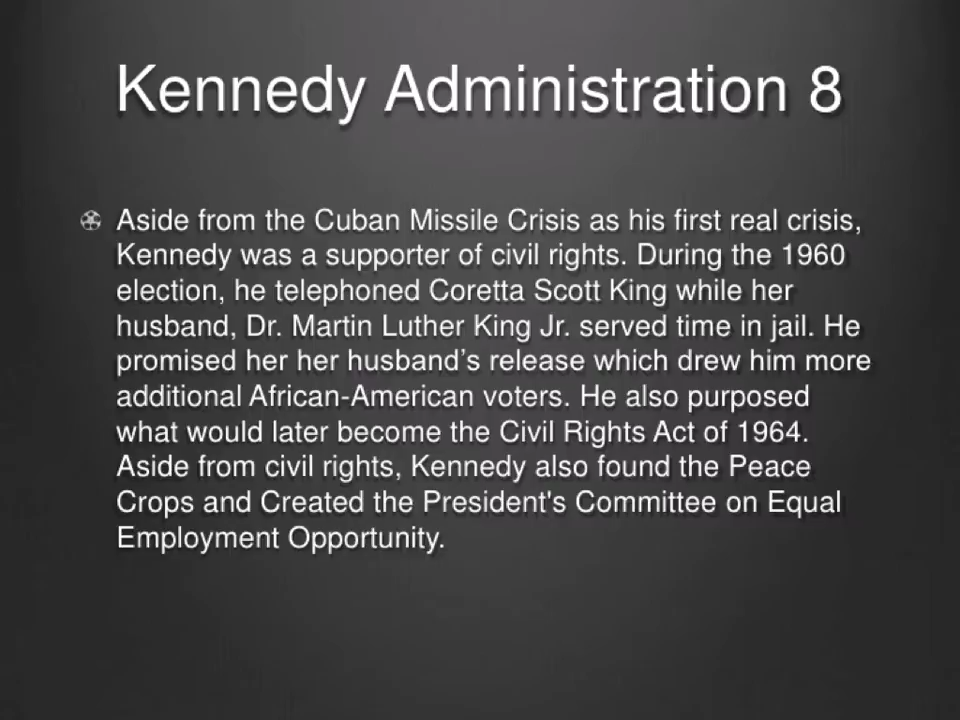 Kennedy Administration 8
Aside from the Cuban Missile Crisis as his first real crisis,
Kennedy was a supporter of civil rights. During the 1960
election, he telephoned Coretta Scott King while her
husband, Dr. Martin Luther King Jr. served time in jail. He
promised her her husband’s release which drew him more
additional African-American voters. He also purposed
what would later become the Civil Rights Act of 1964.
Aside from civil rights, Kennedy also found the Peace
Crops and Created the President's Committee on Equal
Employment Opportunity.